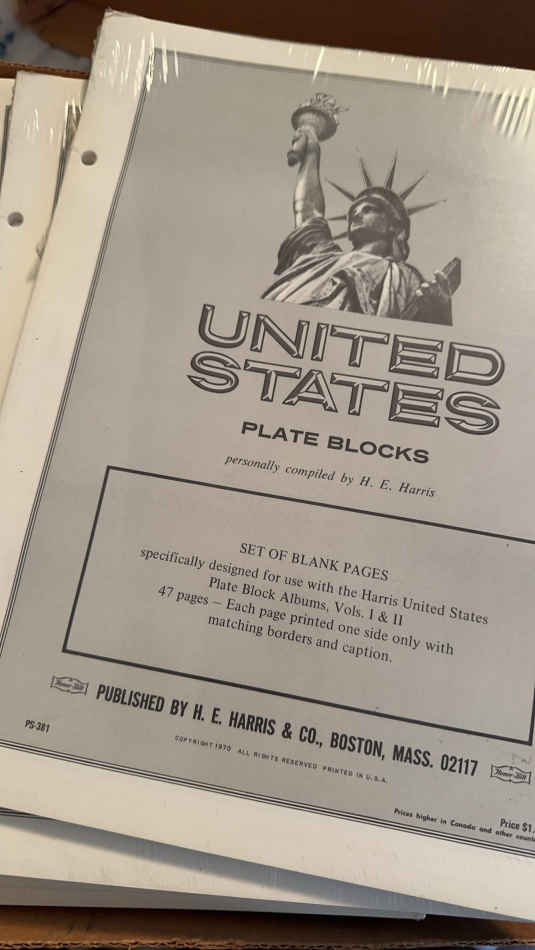 UNITED
STATES
PLATE BLOCKS
personally compiled by H. E. Harris
SET OF BLANK PAGES
specifically designed for use with the Harris United States
Plate Block Albums, Vols. I & II
47 pages – Each page printed one side only with
matching borders and caption.
PUBLISHED BY H. E. HARRIS & CO., BOSTON, MASS. 02117
PS-381
COPYRIGHT 1970 ALL RIGHTS RESERVED PRINTED IN U.S.A.
Price $1.
Prices higher in Canada and other